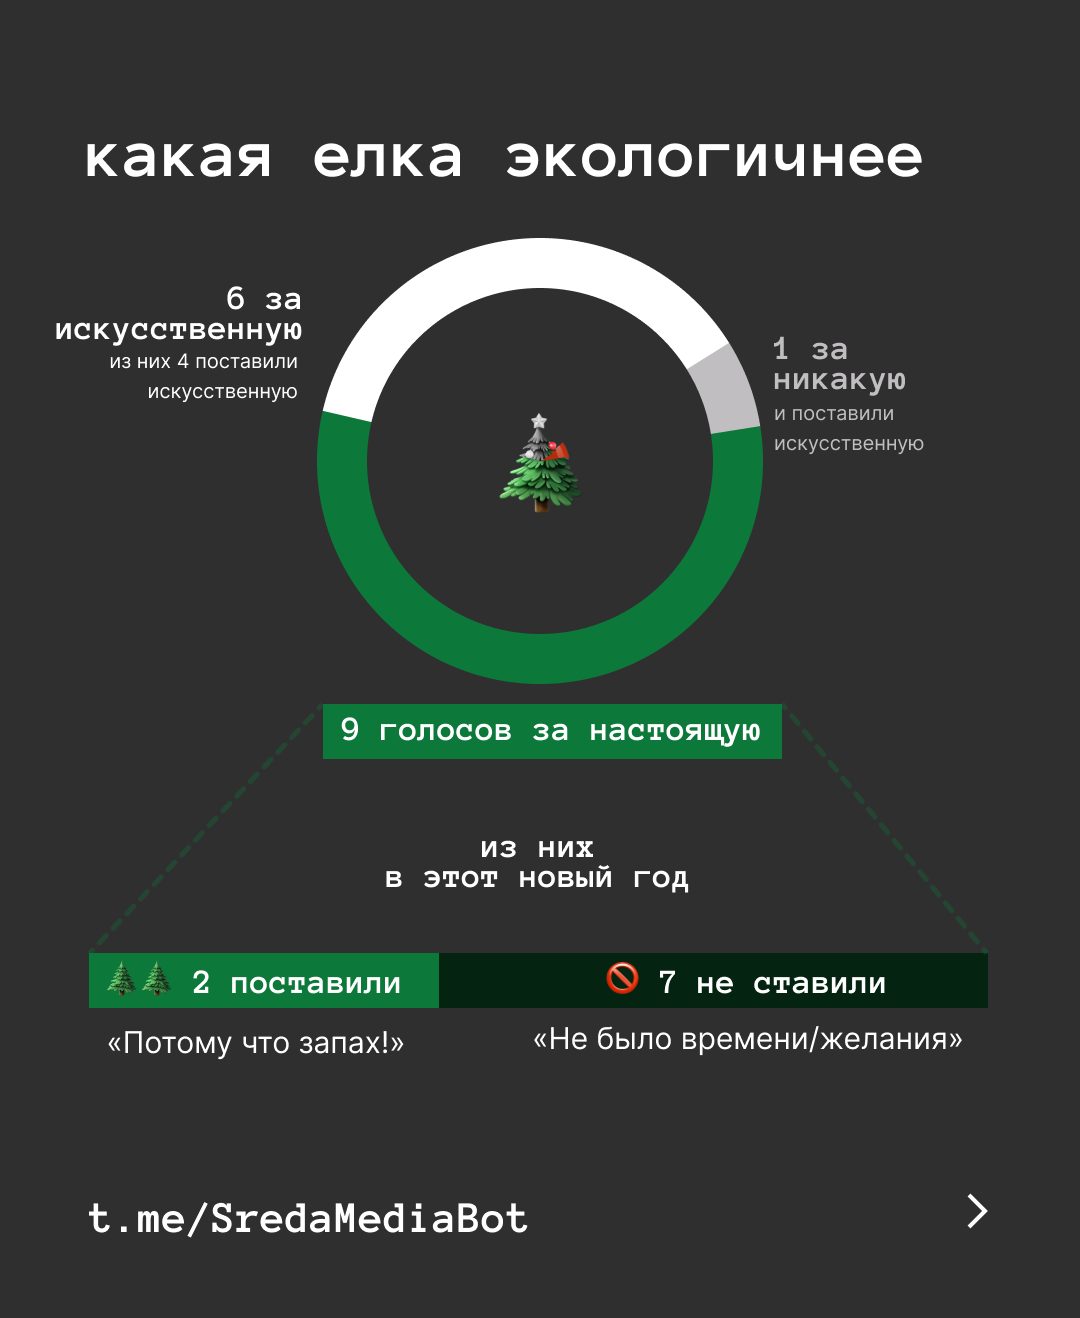 какая елка экологичнее
6 за
искусственную
из них 4 поставили
искусственную
1 за
никакую
и поставили
искусственную
9 голосов за настоящую
из них
в этот новый год
2 поставили
7 не ставили
«Потому что запах!»
«Не было времени/желания»
t.me/SredaMediaBot